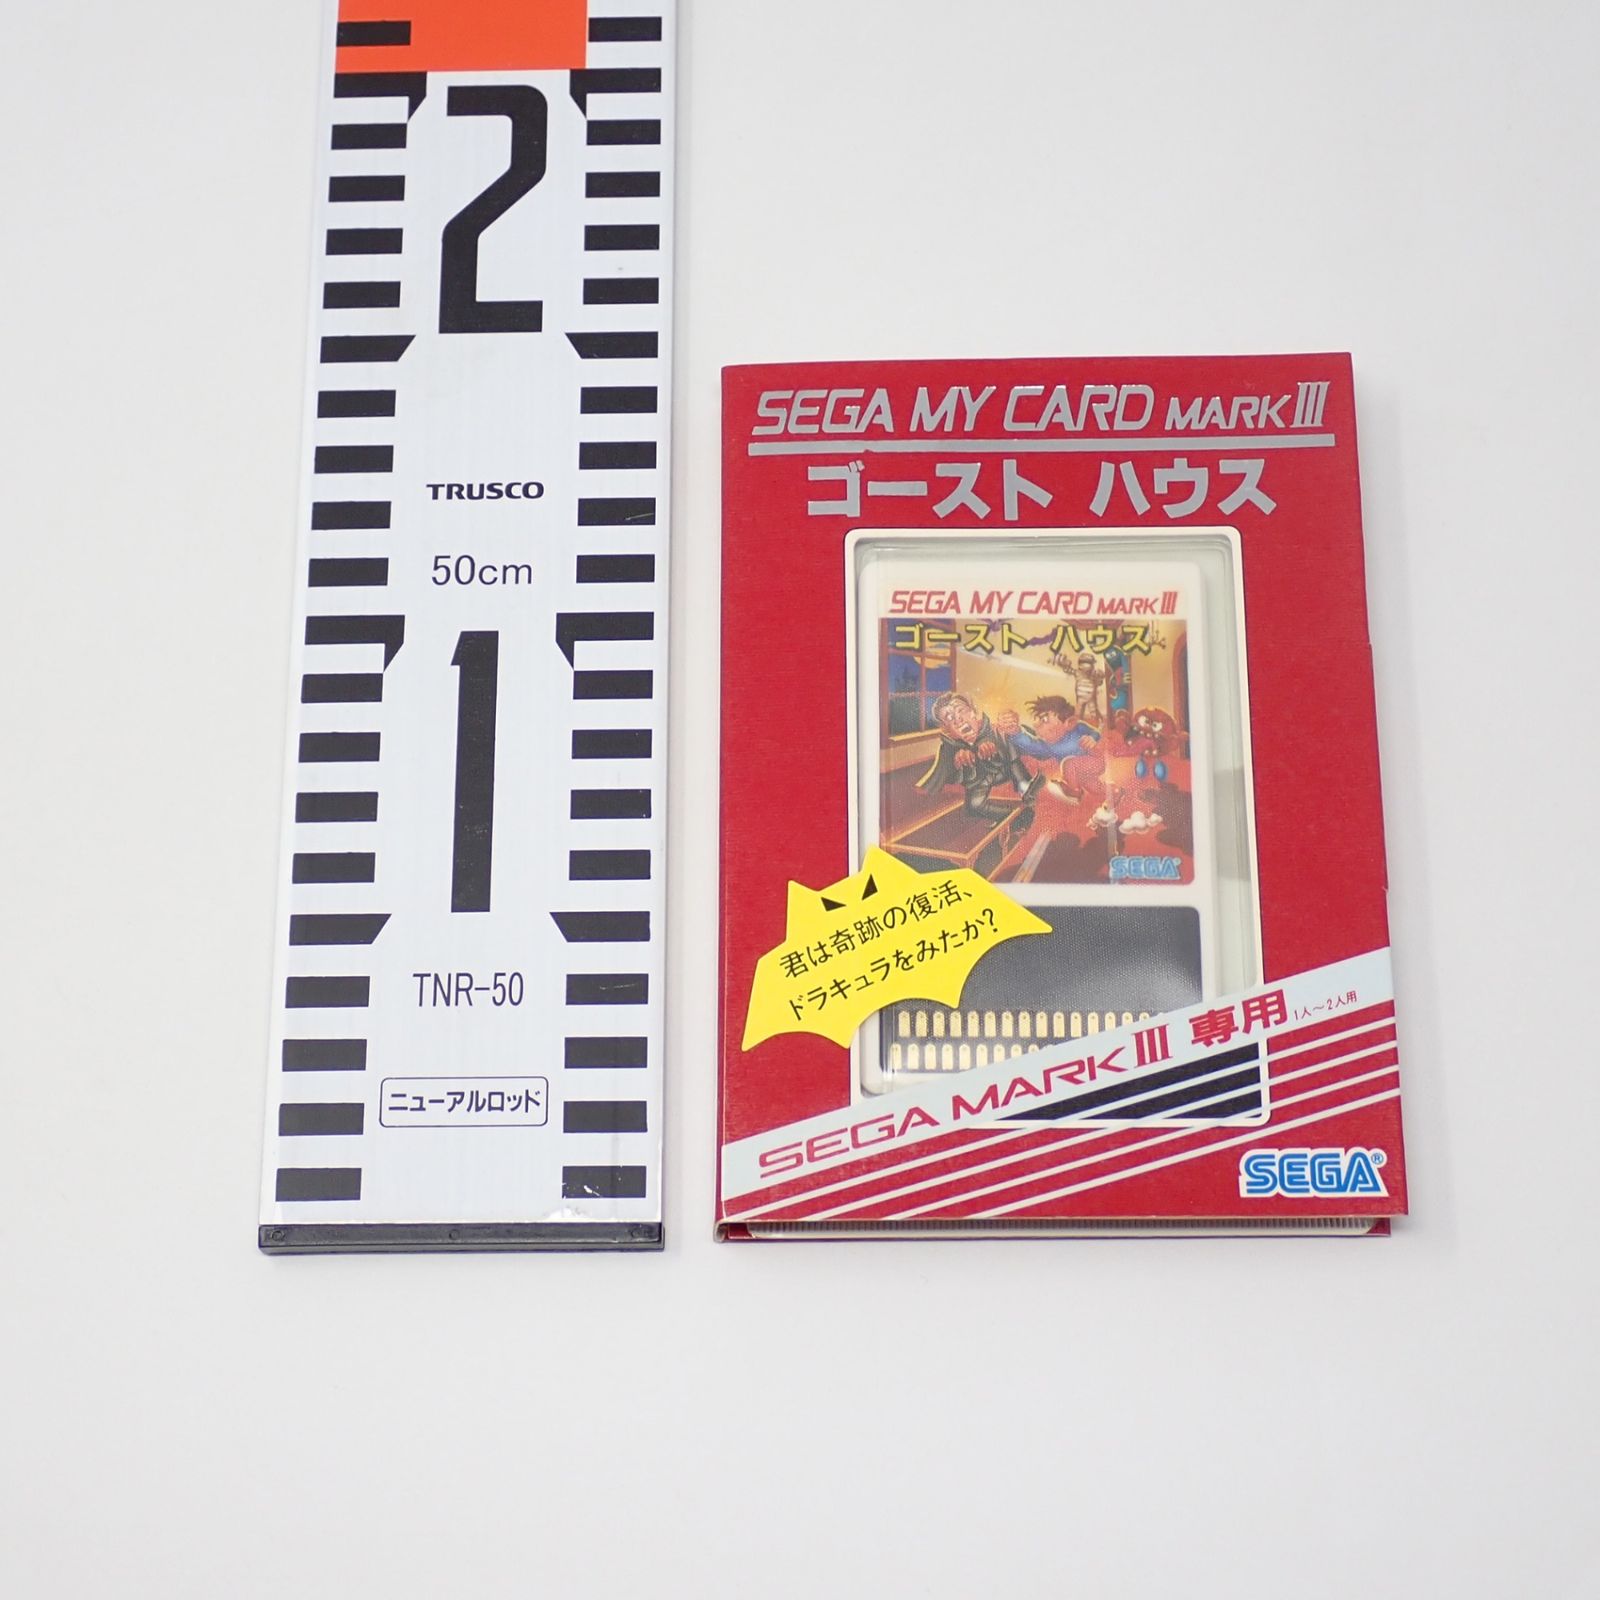 2
TRUSCO
50cm
1
TNR-50
ニューアルロッド
SEGA MY CARD MARK III
ゴースト ハウス
SEGA MY CARD MARK III
ゴースト ハウス
SEGA
君は奇跡の復活、
ドラキュラをみたか?
SEGA MARK III 専用 1人～2人用
SEGA®